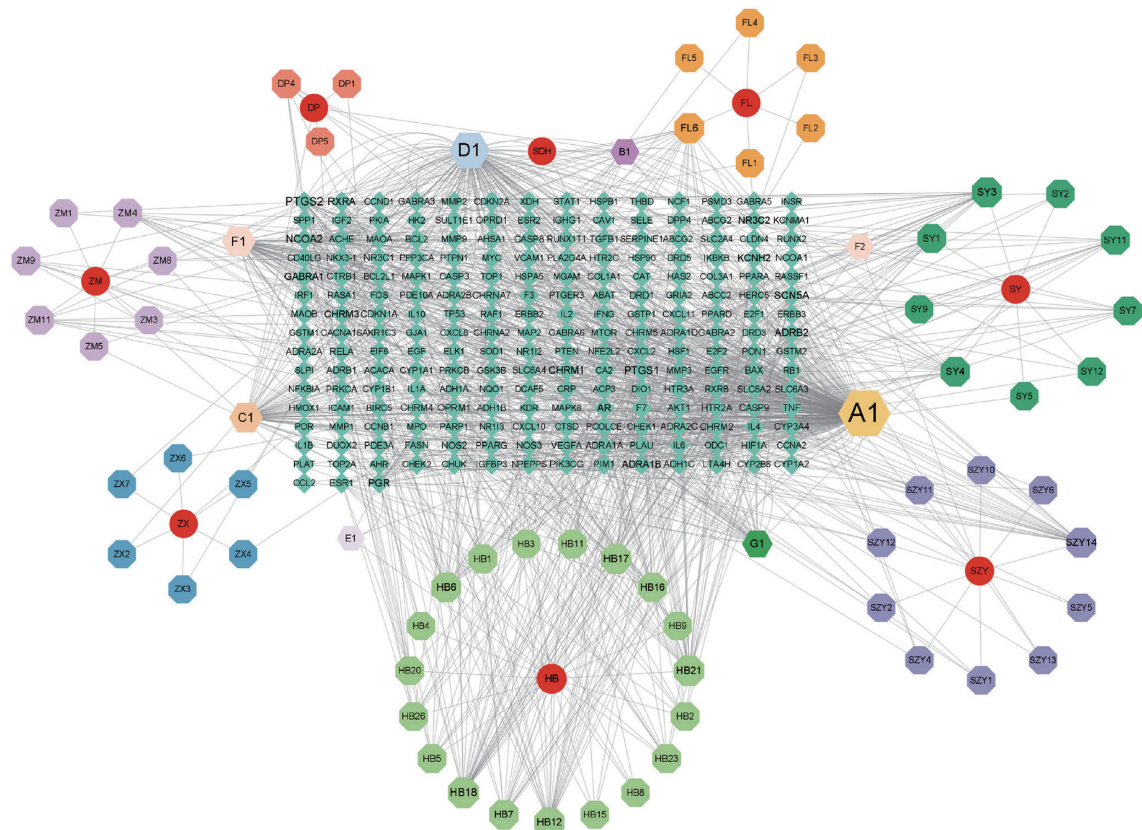 FL4
FL5
FL3
DP4
DP1
DP
FL
DP5
FL6
FL2
D1
SDH
B1
FL1
SY3
SY2
PTGS2 RXRA CCND1 GABRA3 MMP2 CDKN2A XDH STAT1 HSPB1 THBD NCF1 PSMD3 GABRA5 INSR
ZM1
ZM4
SPP1 IGF2 PKIA HK2 SULT1E1 OPRD1 ESR2 IGHG1 CAV1 SELE DPP4 ABCG2 NR3C2 KCNMA1
F1
NCOA2 ACHE MAOA BCL2 MMP9 AHSA1 CASP8 RUNX1T1 TGFB1 SERPINE1 ABCG2 SLC2A4 CLDN4 RUNX2
F2
SY1
SY11
ZM9
ZM8
CD40LG NKX3-1 NR3C1 PPP3CA PTPN1 MYC VCAM1 PLA2G4A HTR2C HSP90 DRD5 IKBKB KCNH2 NCOA1
ZM
GABRA1 CTRB1 BCL2L1 MAPK1 CASP3 TOP1 HSPA5 MGAM COL1A1 CAT HAS2 COL3A1 PPARA RASSF1
SY
IRF1 RASA1 FOS PDE10A ADRA2B CHRNA7 F3 PTGER3 ABAT DRD1 GRIA2 ABCC2 HERC5 SCN5A
ZM11
ZM3
SY9
SY7
MAOB CHRM3 CDKN1A IL10 TP53 RAF1 ERBB2 IL2 IFNG GSTP1 CXCL11 PPARD E2F1 ERBB3
ZM5
GSTM1 CACNA1S AKR1C3 GJA1 CXCL8 CHRNA2 MAP2 GABRA6 MTOR CHRM5 ADRA1D GABRA2 DRD3 ADRB2
ADRA2A RELA EIF6 EGF ELK1 SOD1 NR1I2 PTEN NFE2L2 CXCL2 HSF1 E2F2 PON1 GSTM2
SLPI ADRB1 ACACA CYP1A1 PRKCB GSK3B SLC6A4 CHRM1 CA2 PTGS1 MMP3 EGFR BAX RB1
SY4
SY12
NFKBIA PRKCA CYP1B1 IL1A ADH1A NQO1 DCAF5 CRP ACP3 DIO1 HTR3A RXRB SLC6A2 SLC6A3
SY5
C1
HMOX1 ICAM1 BIRC5 CHRM4 OPRM1 ADH1B KDR MAPK8 AR F7 AKT1 HTR2A CASP9 TNF
A1
POR MMP1 CCNB1 MPO PARP1 NR1I3 CXCL10 CTSD PCOLCE CHEK1 ADRA2C CHRM2 IL4 CYP3A4
IL1B DUOX2 PDE3A FASN NOS2 PPARG NOS3 VEGFA ADRA1A PLAU IL6 ODC1 HIF1A CCNA2
PLAT TOP2A AHR CHEK2 CHUK IGFBP3 NPEPPS PIK3CG PIM1 ADRA1B ADH1C LTA4H CYP2B6 CYP1A2
ZX6
CCL2 ESR1 PGR
SZY10
ZX7
ZX5
SZY11
SZY6
ZX
E1
G1
SZY12
SZY14
HB3
HB11
ZX2
ZX4
HB1
HB17
SZY
ZX3
HB6
HB16
SZY2
SZY5
HB4
HB9
HB20
HB21
SZY4
SZY13
SZY1
HB
HB26
HB2
HB5
HB23
HB18
HB8
HB7
HB12
HB15